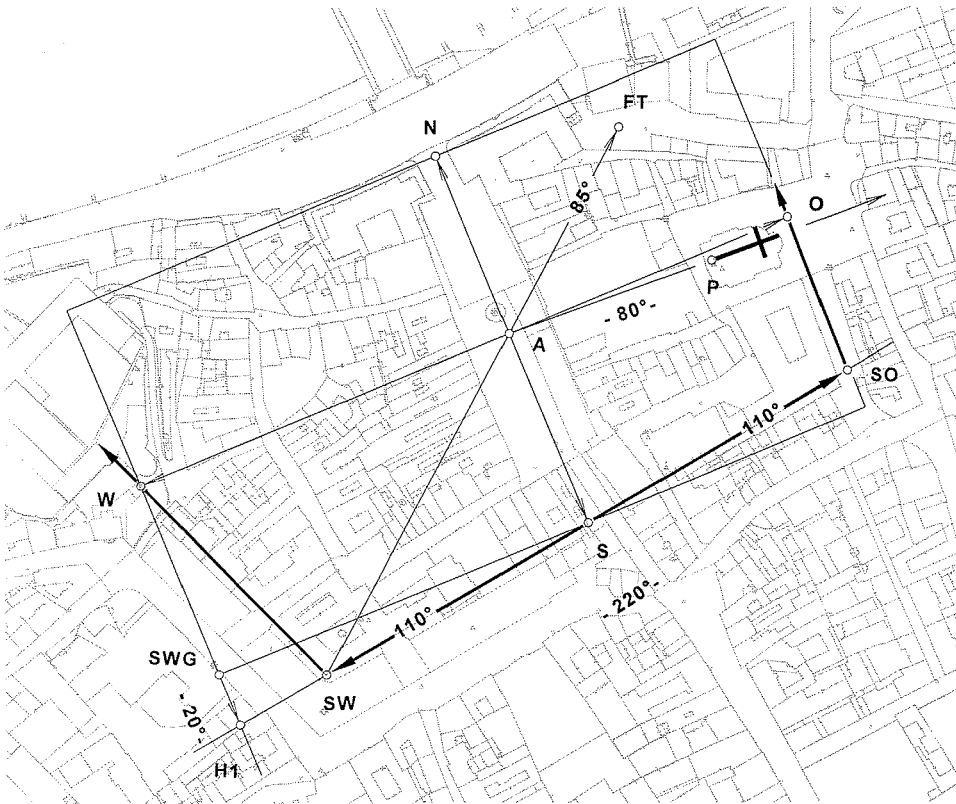 FT
N
85°
O
P
- 80°-
A
SO
110°
W
S
110°
- 220°-
SWG
SW
- 20°-
H1